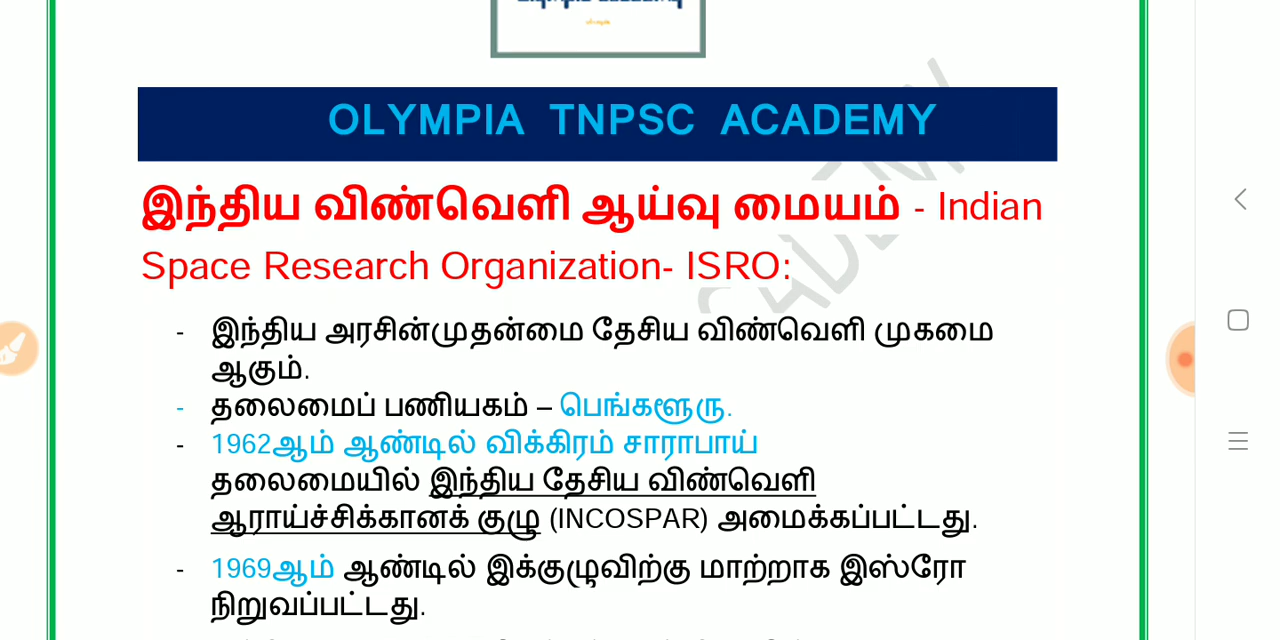 OLYMPIA TNPSC ACADEMY
இந்திய விண்வெளி ஆய்வு மையம் - Indian
Space Research Organization- ISRO:
- இந்திய அரசின்முதன்மை தேசிய விண்வெளி முகமை
ஆகும்.
- தலைமைப் பணியகம் – பெங்களூரு.
- 1962ஆம் ஆண்டில் விக்கிரம் சாராபாய்
தலைமையில் இந்திய தேசிய விண்வெளி
ஆராய்ச்சிக்கானக் குழு (INCOSPAR) அமைக்கப்பட்டது.
- 1969ஆம் ஆண்டில் இக்குழுவிற்கு மாற்றாக இஸ்ரோ
நிறுவப்பட்டது.